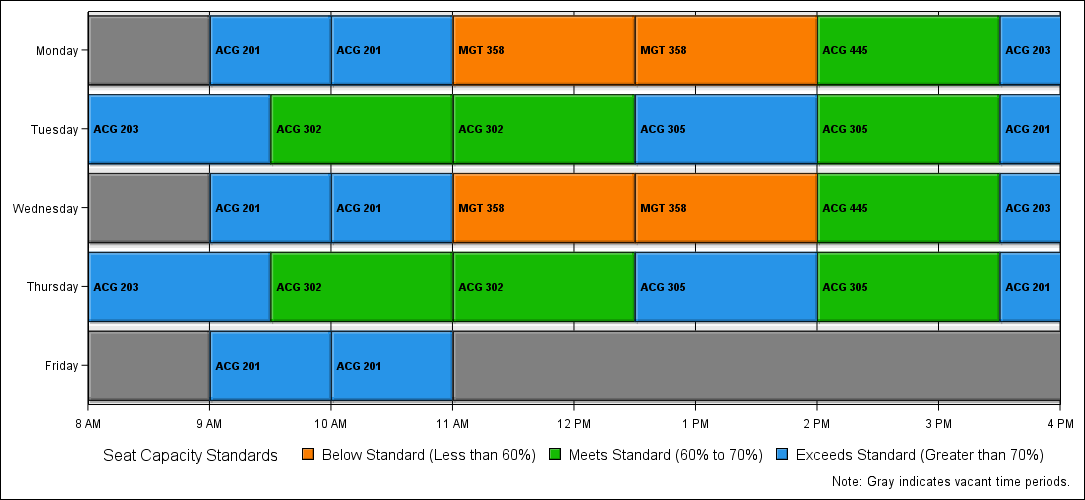 Monday ACG 201 ACG 201 MGT 358 MGT 358 ACG 445 ACG 203
Tuesday ACG 203 ACG 302 ACG 302 ACG 305 ACG 305 ACG 201
Wednesday ACG 201 ACG 201 MGT 358 MGT 358 ACG 445 ACG 203
Thursday ACG 203 ACG 302 ACG 302 ACG 305 ACG 305 ACG 201
Friday ACG 201 ACG 201
8 AM 9 AM 10 AM 11 AM 12 PM 1 PM 2 PM 3 PM 4 PM
Seat Capacity Standards Below Standard (Less than 60%) Meets Standard (60% to 70%) Exceeds Standard (Greater than 70%)
Note: Gray indicates vacant time periods.